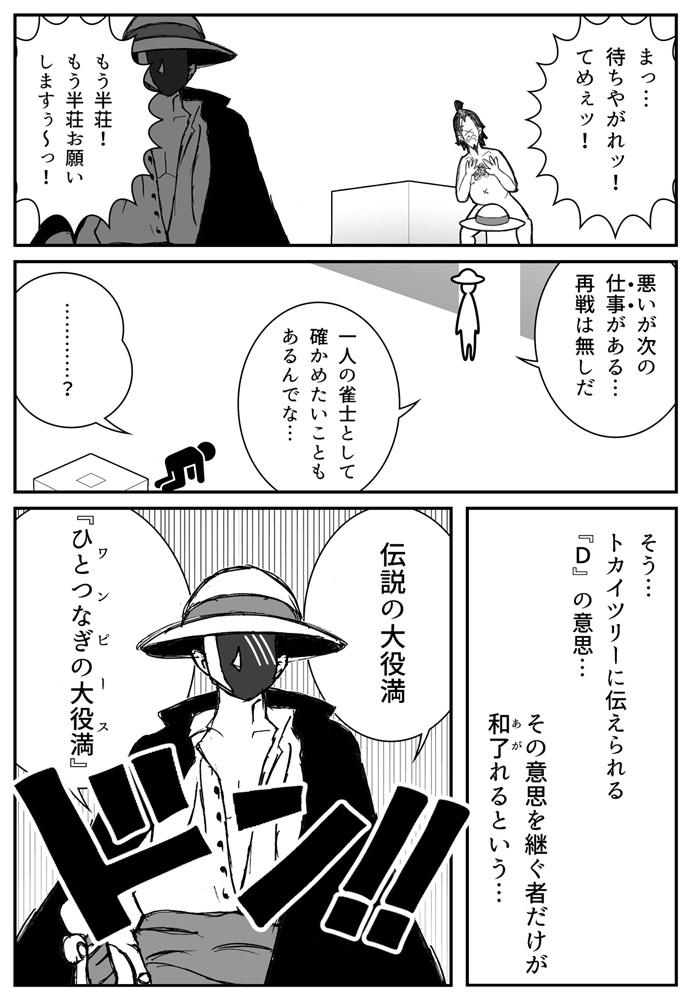 まっ…
待ちやがれッ！
てめぇッ！
もう半荘！
もう半荘お願い
しますぅ～っ！
悪いが次の
仕事がある…
再戦は無しだ
一人の雀士として
確かめたいことも
あるんでな…
…………？
そう…
トカイツリーに伝えられる
『D』の意思…
その意思を継ぐ者だけが
和了れるという…
あが
伝説の大役満
『ひとつなぎの大役満』
ワンピース
ドン!!